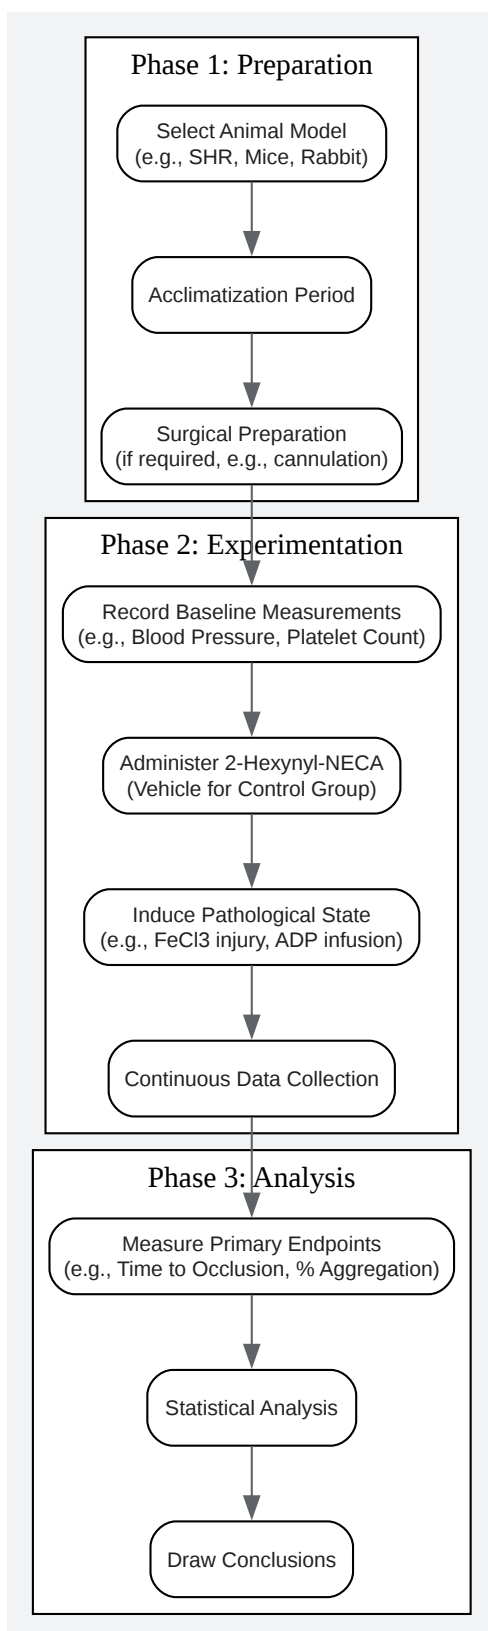 Phase 1: Preparation
Select Animal Model
(e.g., SHR, Mice, Rabbit)
Acclimatization Period
Surgical Preparation
(if required, e.g., cannulation)
Phase 2: Experimentation
Record Baseline Measurements
(e.g., Blood Pressure, Platelet Count)
Administer 2-Hexynyl-NECA
(Vehicle for Control Group)
Induce Pathological State
(e.g., FeCl3 injury, ADP infusion)
Continuous Data Collection
Phase 3: Analysis
Measure Primary Endpoints
(e.g., Time to Occlusion, % Aggregation)
Statistical Analysis
Draw Conclusions